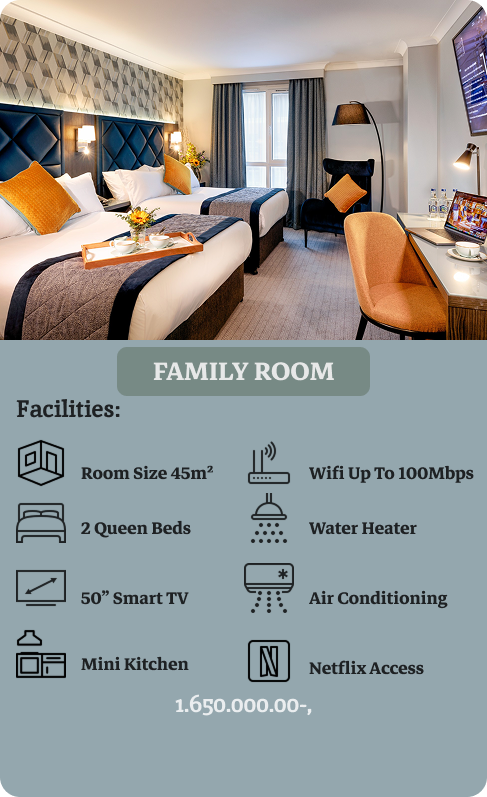 FAMILY ROOM
Facilities:
Room Size 45m²
Wifi Up To 100Mbps
2 Queen Beds
Water Heater
50” Smart TV
Air Conditioning
Mini Kitchen
Netflix Access
1.650.000.00-,